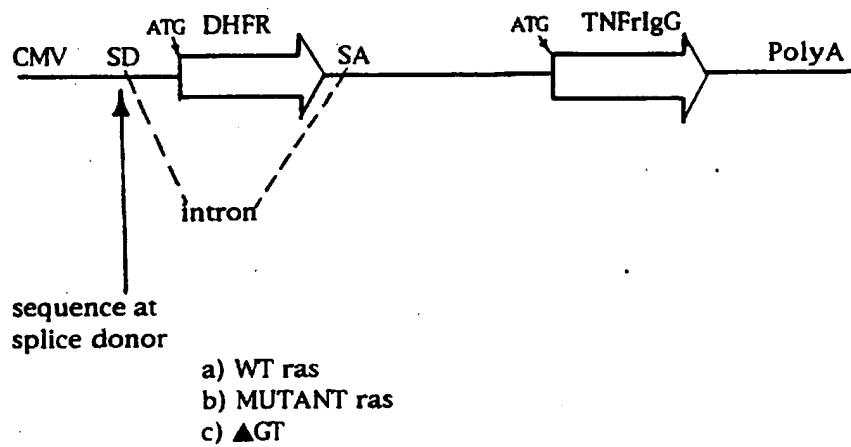 ATG DHFR ATG TNFrIgG
CMV SD SA PolyA
intron
sequence at
splice donor
a) WT ras
b) MUTANT ras
c) ▲GT